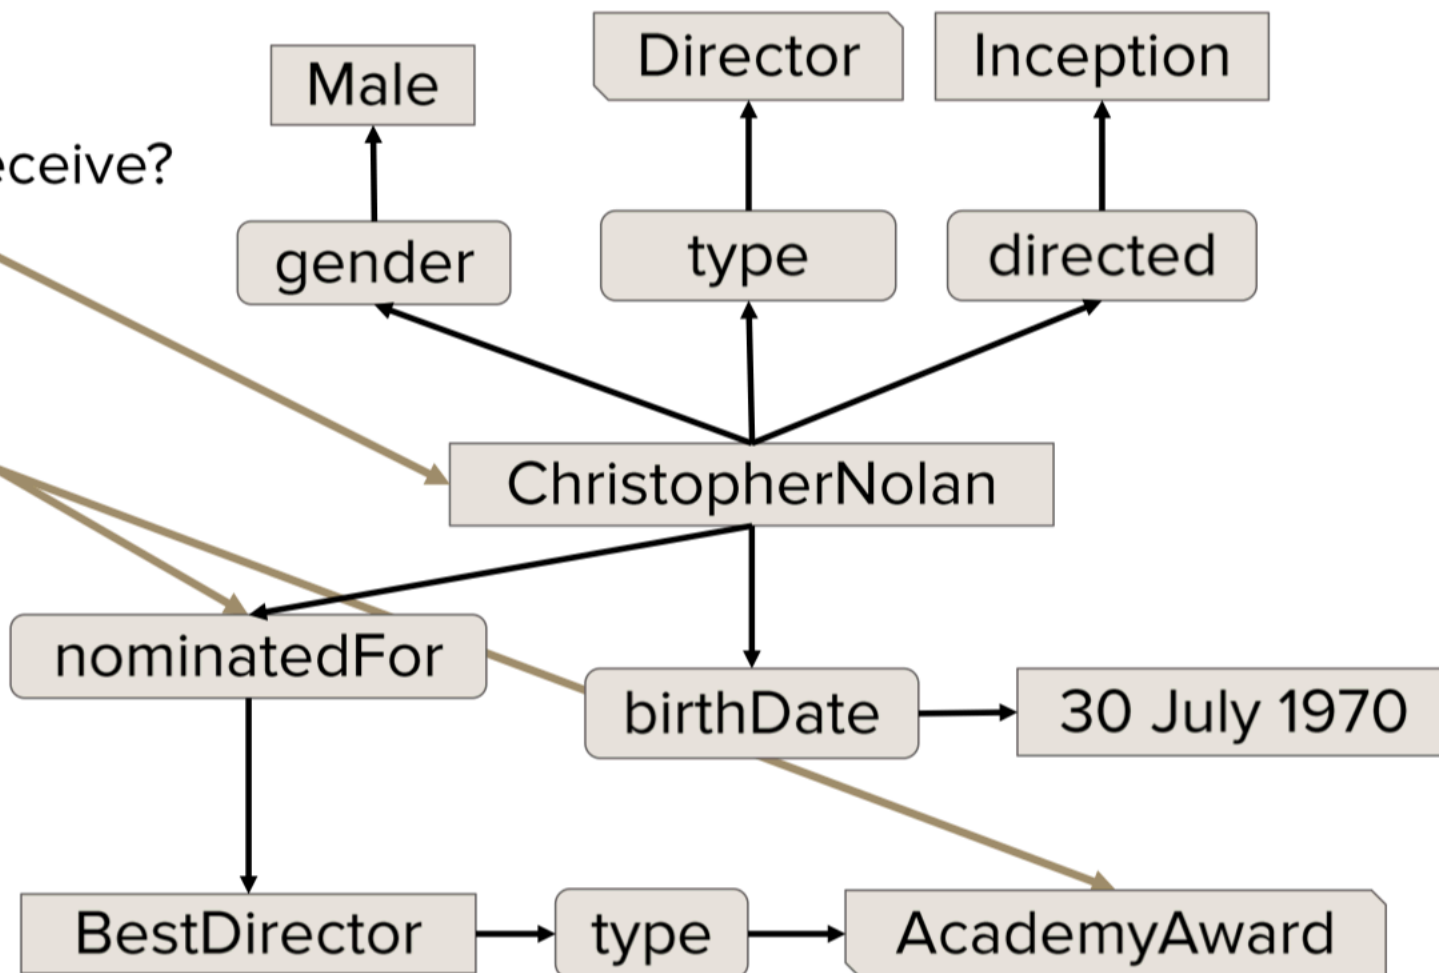 Male
Director
Inception
eceive?
gender
type
directed
ChristopherNolan
nominatedFor
birthDate
30 July 1970
BestDirector
type
AcademyAward